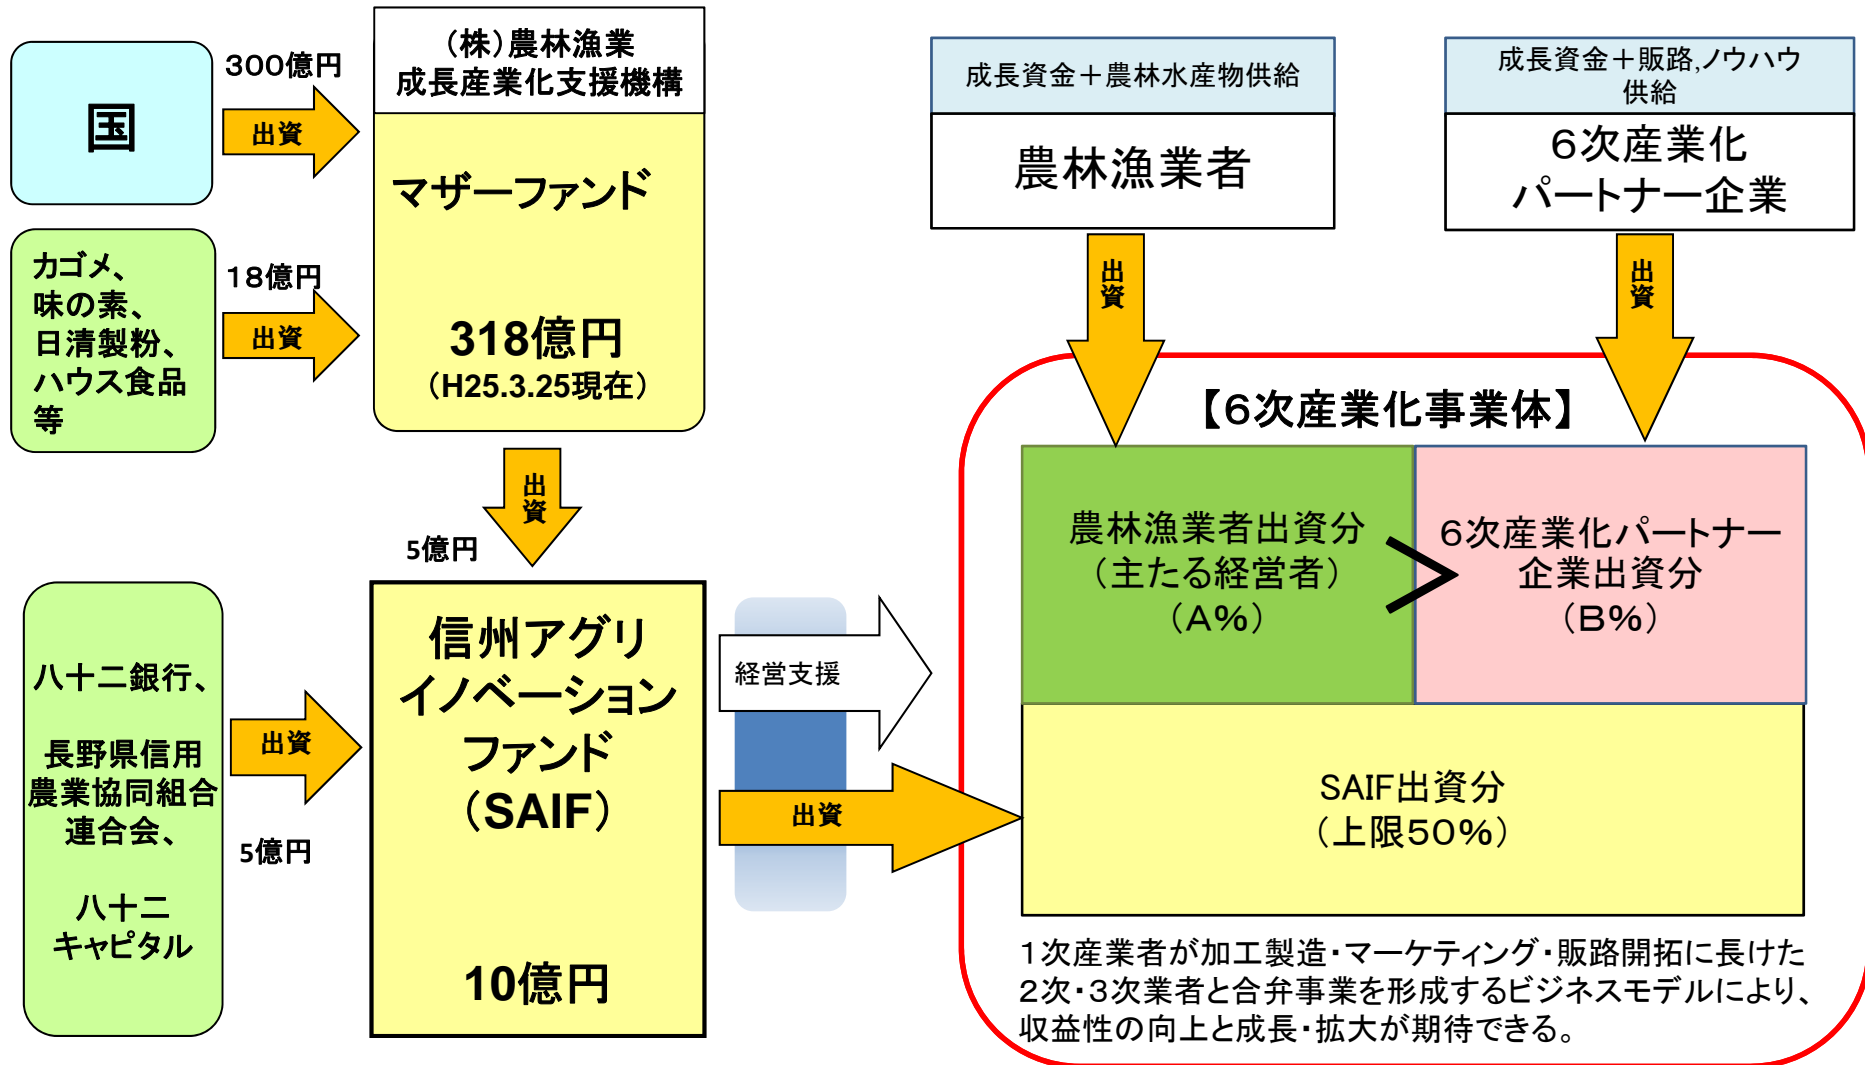 国
300億円
出資
(株)農林漁業
成長産業化支援機構
マザーファンド
318億円
(H25.3.25現在)
カゴメ、
味の素、
日清製粉、
ハウス食品
等
18億円
出資
出資
5億円
八十二銀行、
長野県信用
農業協同組合
連合会、
八十二
キャピタル
出資
5億円
信州アグリ
イノベーション
ファンド
(SAIF)
10億円
経営支援
出資
成長資金+農林水産物供給
農林漁業者
出資
成長資金+販路,ノウハウ
供給
6次産業化
パートナー企業
出資
【6次産業化事業体】
農林漁業者出資分
(主たる経営者)
(A%)
>
6次産業化パートナー
企業出資分
(B%)
SAIF出資分
(上限50%)
1次産業者が加工製造・マーケティング・販路開拓に長けた
2次・3次業者と合弁事業を形成するビジネスモデルにより、
収益性の向上と成長・拡大が期待できる。